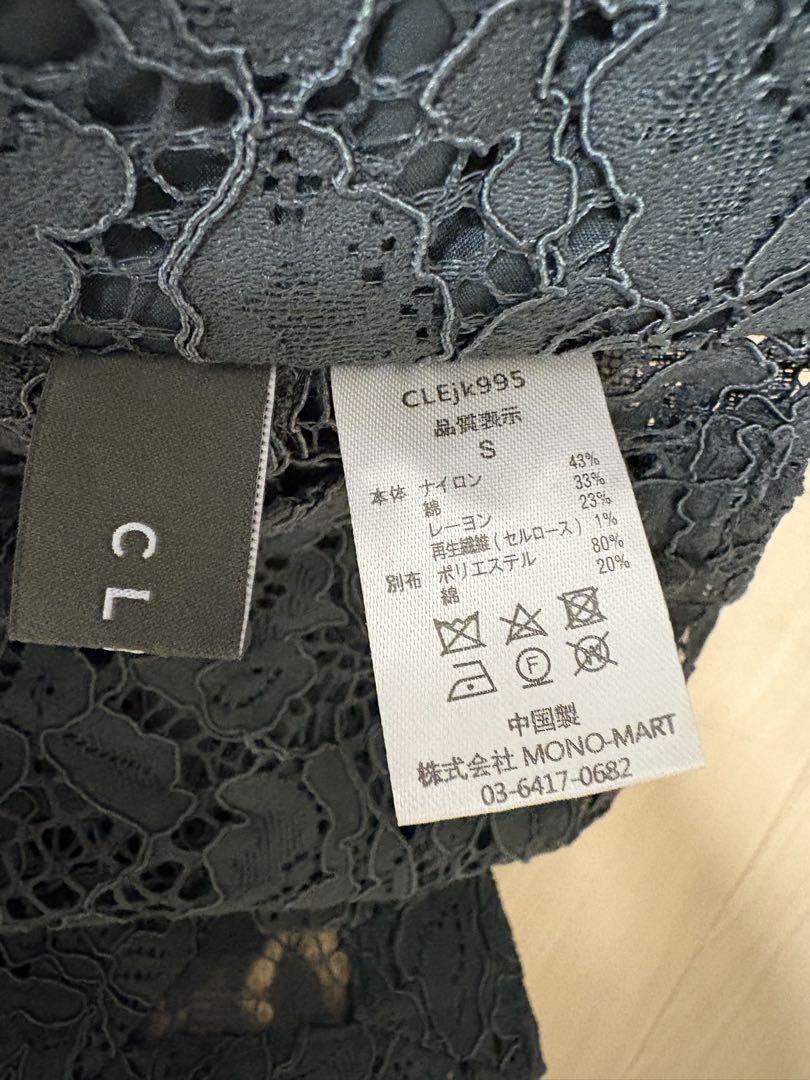 CL
CLEjk995
品質表示
S
本体 ナイロン 43%
綿 33%
レーヨン 23%
再生繊維(セルロース) 1%
別布 ポリエステル 80%
綿 20%
F
W
中国製
株式会社 MONO-MART
03-6417-0682